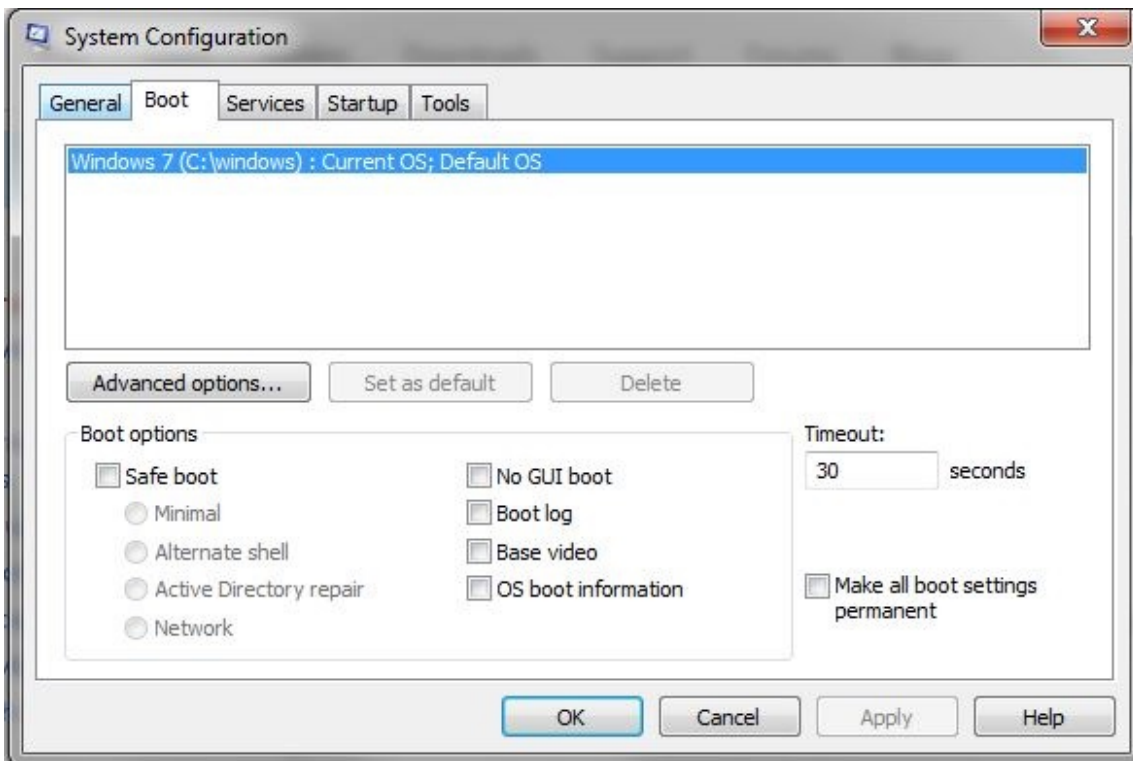 System Configuration
General Boot Services Startup Tools
Windows 7 (C:\windows) : Current OS; Default OS
Advanced options... Set as default Delete
Boot options
Timeout:
Safe boot No GUI boot 30 seconds
Minimal Boot log
Alternate shell Base video
Active Directory repair OS boot information Make all boot settings
permanent
Network
OK Cancel Apply Help